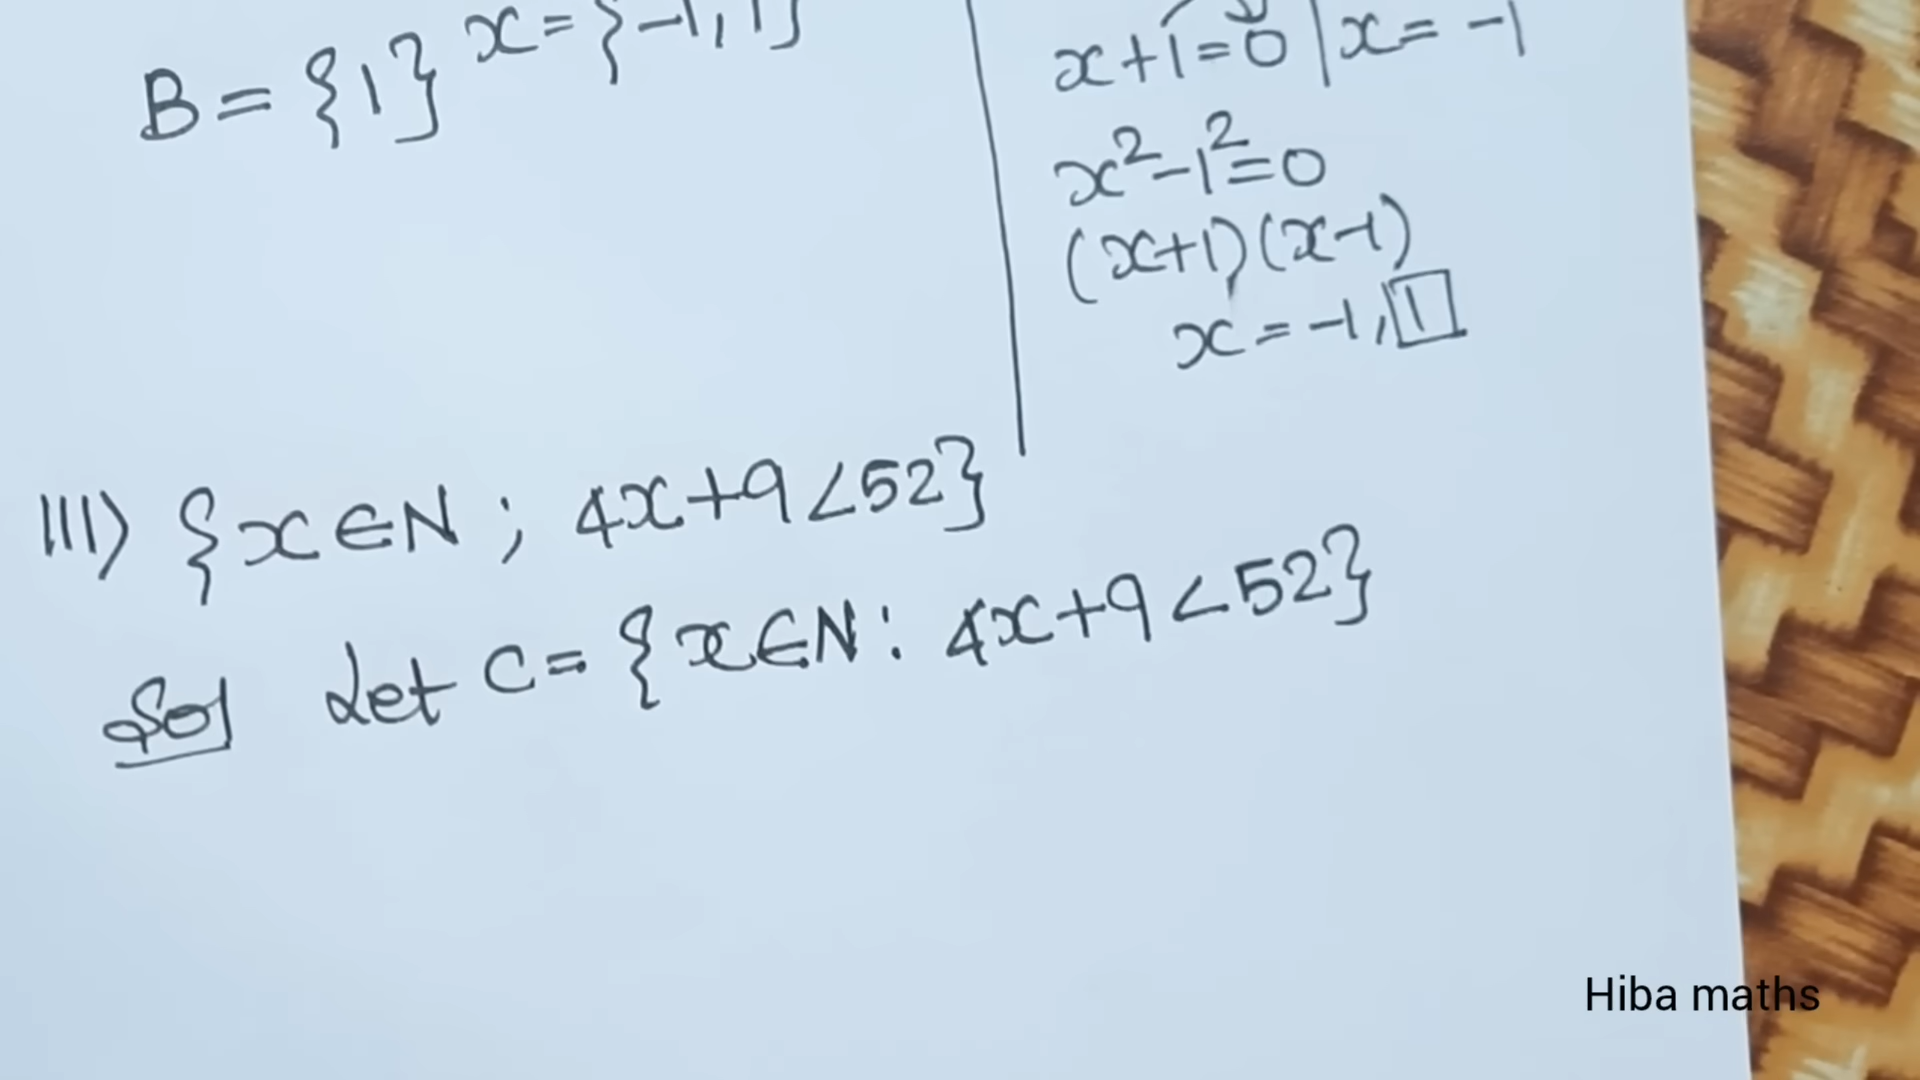 B = {1} x = {-1, 1}
x+1=0 | x = -1
x²-1²=0
(x+1)(x-1)
x = -1, 1
III) {x∈N ; 4x+9<52}
Sol Let C = {x∈N : 4x+9<52}
Hiba maths